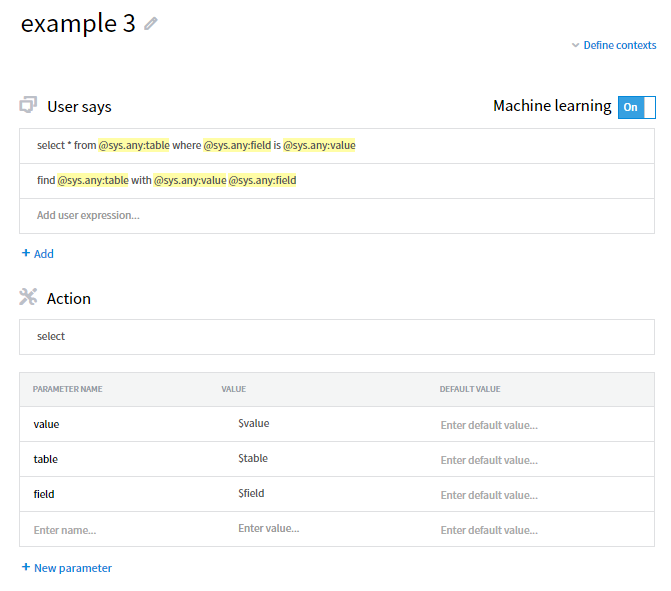 example 3
Define contexts
User says
Machine learning On
select * from @sys.any:table where @sys.any:field is @sys.any:value
find @sys.any:table with @sys.any:value @sys.any:field
Add user expression...
+ Add
Action
select
PARAMETER NAME VALUE DEFAULT VALUE
value $value Enter default value...
table $table Enter default value...
field $field Enter default value...
Enter name... Enter value... Enter default value...
+ New parameter